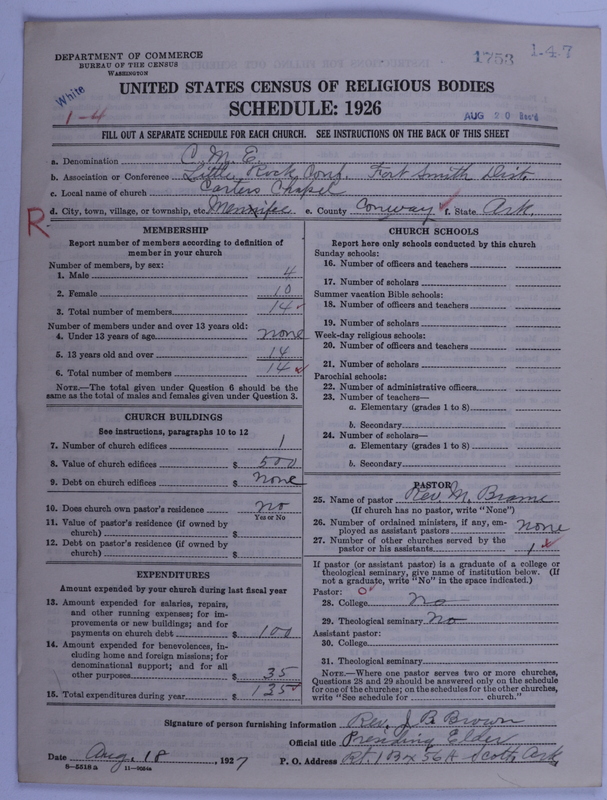 DEPARTMENT OF COMMERCE
BUREAU OF THE CENSUS
WASHINGTON
1753
1-4-7
White
1-4
UNITED STATES CENSUS OF RELIGIOUS BODIES
SCHEDULE: 1926
AUG 20
FILL OUT A SEPARATE SCHEDULE FOR EACH CHURCH. SEE INSTRUCTIONS ON THE BACK OF THIS SHEET
a. Denomination C. M. E.
b. Association or Conference Little Rock Conf. Fort Smith Dist.
c. Local name of church Carters Chapel
d. City, town, village, or township, etc. Mennifee e. County Conway f. State Ark.
R
MEMBERSHIP
Report number of members according to definition of member in your church
Number of members, by sex:
1. Male 4
2. Female 10
3. Total number of members 14
Number of members under and over 13 years old:
4. Under 13 years of age none
5. 13 years old and over 14
6. Total number of members 14
NOTE.—The total given under Question 6 should be the
same as the total of males and females given under Question 3.
CHURCH BUILDINGS
See instructions, paragraphs 10 to 12
7. Number of church edifices 1
8. Value of church edifices $ 500
9. Debt on church edifices $ none
10. Does church own pastor's residence no
Yes or No
11. Value of pastor's residence (if owned by
church) $
12. Debt on pastor's residence (if owned by
church) $
EXPENDITURES
Amount expended by your church during last fiscal year
13. Amount expended for salaries, repairs,
and other running expenses; for im-
provements or new buildings; and for
payments on church debt $ 100
14. Amount expended for benevolences, in-
cluding home and foreign missions; for
denominational support; and for all
other purposes $ 35
15. Total expenditures during year $ 135
CHURCH SCHOOLS
Report here only schools conducted by this church
Sunday schools:
16. Number of officers and teachers
17. Number of scholars
Summer vacation Bible schools:
18. Number of officers and teachers
19. Number of scholars
Week-day religious schools:
20. Number of officers and teachers
21. Number of scholars
Parochial schools:
22. Number of administrative officers
23. Number of teachers—
a. Elementary (grades 1 to 8)
b. Secondary
24. Number of scholars—
a. Elementary (grades 1 to 8)
b. Secondary
PASTOR
25. Name of pastor Rev. M. Brame
(If church has no pastor, write "None")
26. Number of ordained ministers, if any, em-
ployed as assistant pastors none
27. Number of other churches served by the
pastor or his assistants 1
If pastor (or assistant pastor) is a graduate of a college or
theological seminary, give name of institution below. (If
not a graduate, write "No" in the space indicated.)
Pastor: 0
28. College No
29. Theological seminary No
Assistant pastor:
30. College
31. Theological seminary
NOTE.—Where one pastor serves two or more churches,
Questions 28 and 29 should be answered only on the schedule
for one of the churches; on the schedules for the other churches,
write "See schedule for church."
Signature of person furnishing information Rev. J. B. Brown
Official title Presiding Elder
Date Aug. 18, 1927 P. O. Address Rt. 1 Bx 56A Scott, Ark.
8-5518a 11-9054a